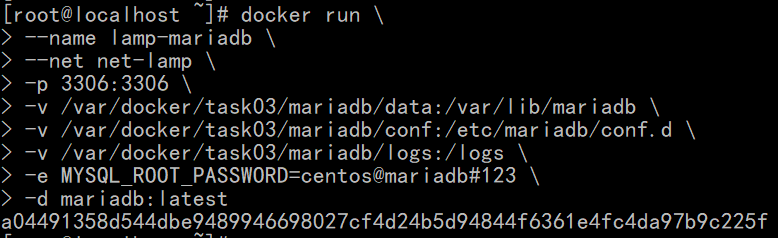 [root@localhost ~]# docker run \
> --name lamp-mariadb \
> --net net-lamp \
> -p 3306:3306 \
> -v /var/docker/task03/mariadb/data:/var/lib/mariadb \
> -v /var/docker/task03/mariadb/conf:/etc/mariadb/conf.d \
> -v /var/docker/task03/mariadb/logs:/logs \
> -e MYSQL_ROOT_PASSWORD=centos@mariadb#123 \
> -d mariadb:latest
a04491358d544dbe9489946698027cf4d24b5d94844f6361e4fc4da97b9c225f